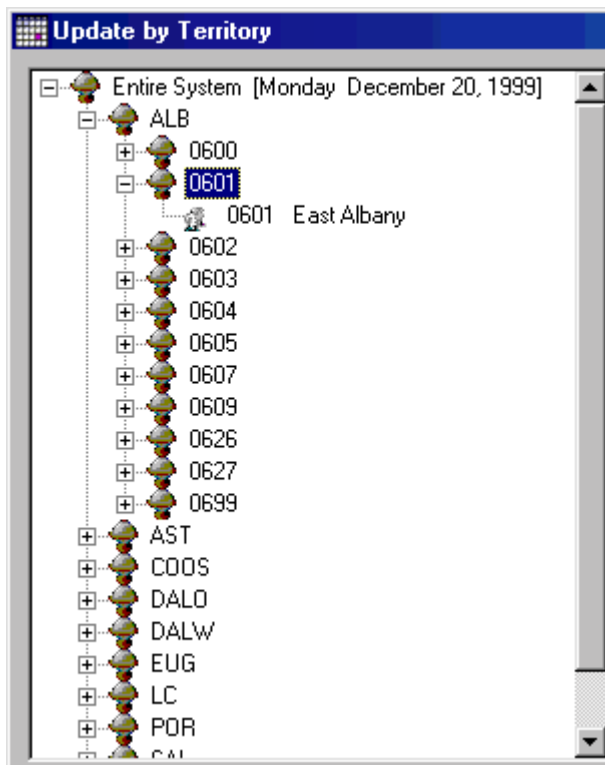 Update by Territory
Entire System [Monday December 20, 1999]
ALB
0600
0601
0601 East Albany
0602
0603
0604
0605
0607
0609
0626
0627
0699
AST
COOS
DALO
DALW
EUG
LC
POR